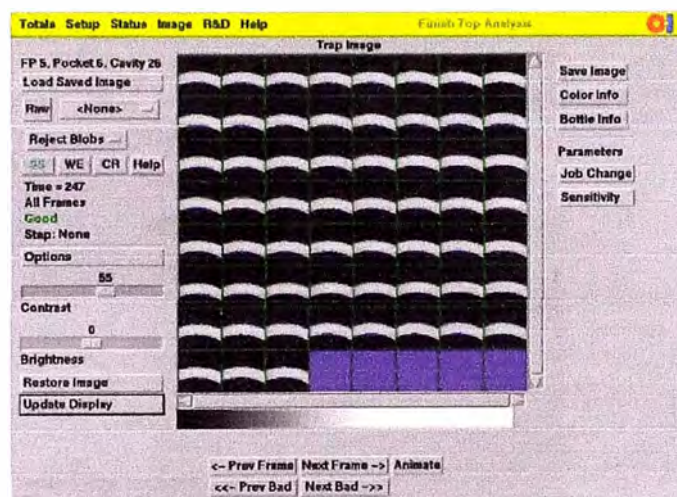 Totals Setup Status Image R&D Help Finish Top Analysis
Trap Image
FP 5, Pocket 6, Cavity 26
Load Saved Image
Raw <None>
Reject Blobs
SS WE CR Help
Time = 247
All Frames
Good
Step: None
Options
55
Contrast
0
Brightness
Restore Image
Update Display
Save Image
Color Info
Bottle Info
Parameters
Job Change
Sensitivity
<- Prev Frame Next Frame -> Animate
<<- Prev Bad Next Bad ->>